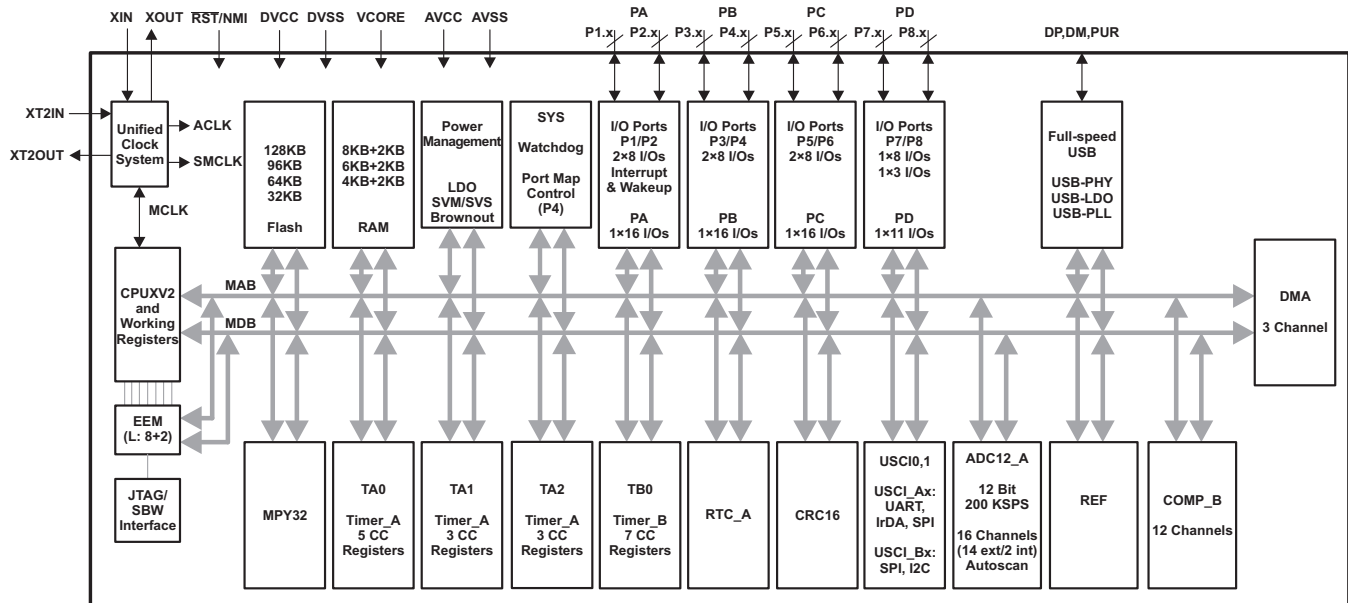 XIN XOUT RST/NMI DVCC DVSS VCORE AVCC AVSS PA PB PC PD
P1.x P2.x P3.x P4.x P5.x P6.x P7.x P8.x DP,DM,PUR
XT2IN
XT2OUT
Unified
Clock
System
ACLK
SMCLK
MCLK
128KB
96KB
64KB
32KB
Flash
8KB+2KB
6KB+2KB
4KB+2KB
RAM
Power
Management
LDO
SVM/SVS
Brownout
SYS
Watchdog
Port Map
Control
(P4)
I/O Ports
P1/P2
2×8 I/Os
Interrupt
& Wakeup
PA
1×16 I/Os
I/O Ports
P3/P4
2×8 I/Os
PB
1×16 I/Os
I/O Ports
P5/P6
2×8 I/Os
PC
1×16 I/Os
I/O Ports
P7/P8
1×8 I/Os
1×3 I/Os
PD
1×11 I/Os
Full-speed
USB
USB-PHY
USB-LDO
USB-PLL
CPUXV2
and
Working
Registers
MAB
MDB
DMA
3 Channel
EEM
(L: 8+2)
JTAG/
SBW
Interface
MPY32
TA0
Timer_A
5 CC
Registers
TA1
Timer_A
3 CC
Registers
TA2
Timer_A
3 CC
Registers
TB0
Timer_B
7 CC
Registers
RTC_A
CRC16
USCI0,1
USCI_Ax:
UART,
IrDA, SPI
USCI_Bx:
SPI, I2C
ADC12_A
12 Bit
200 KSPS
16 Channels
(14 ext/2 int)
Autoscan
REF
COMP_B
12 Channels